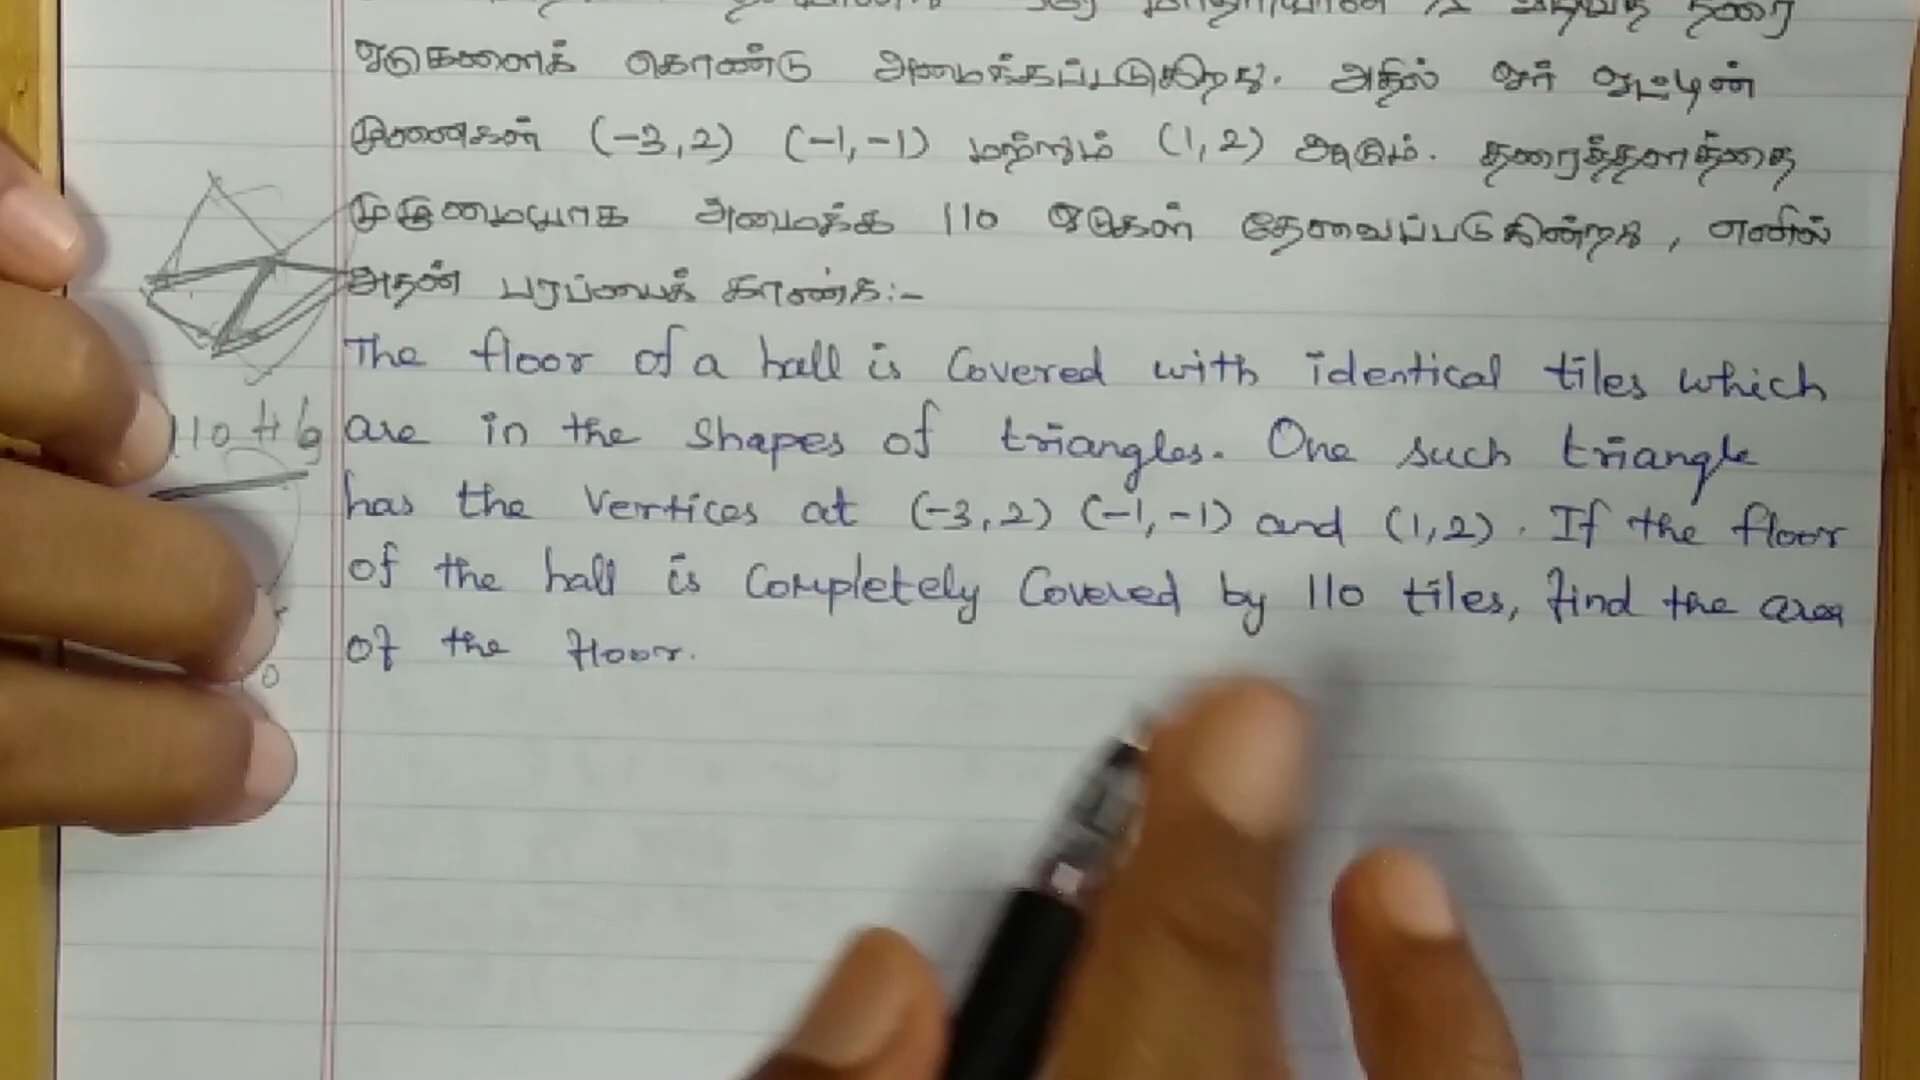 தரை
ஓடுகளைக் கொண்டு அமைக்கப்படுகிறது. அதில் ஓர் ஓட்டின்
முனைகள் (-3,2) (-1,-1) மற்றும் (1,2) ஆகும். தரைத்தளத்தை
முழுமையாக அமைக்க 110 ஓடுகள் தேவைப்படுகின்றது, எனில்
அதன் பரப்பைக் காண்க:-
The floor of a hall is Covered with identical tiles which
110
are in the shapes of triangles. One such triangle
has the vertices at (-3,2) (-1,-1) and (1,2). If the floor
of the hall is Completely Covered by 110 tiles, find the area
of the floor.